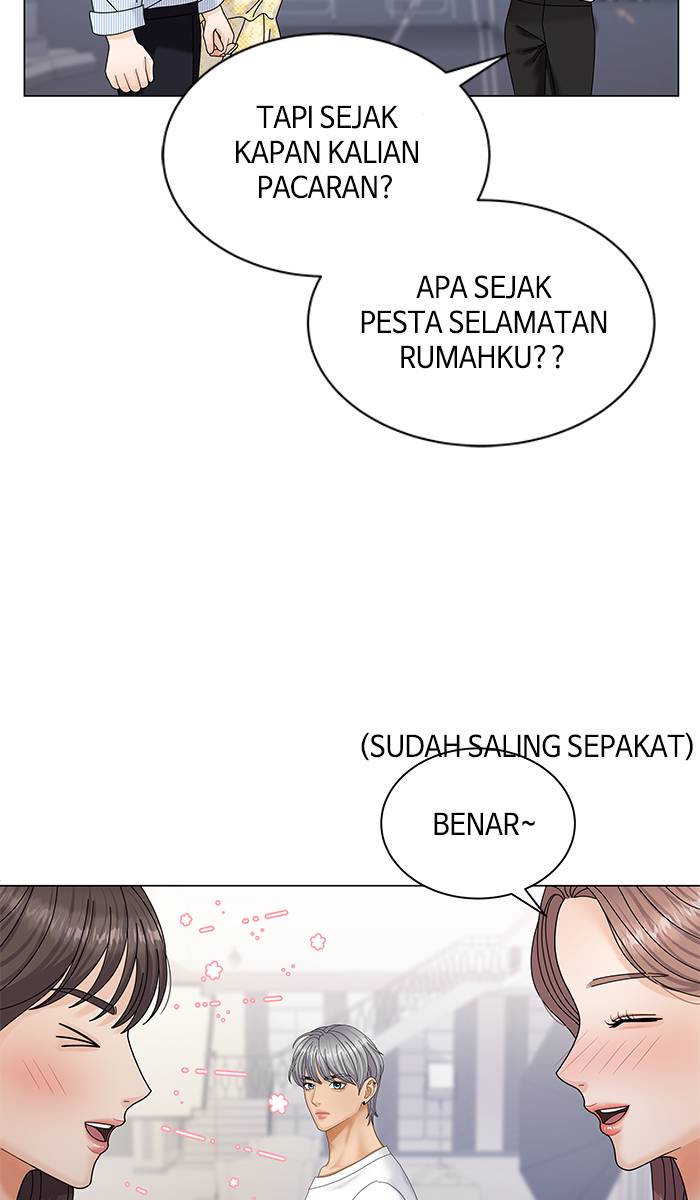 TAPI SEJAK
KAPAN KALIAN
PACARAN?
APA SEJAK
PESTA SELAMATAN
RUMAHKU??
(SUDAH SALING SEPAKAT)
BENAR~